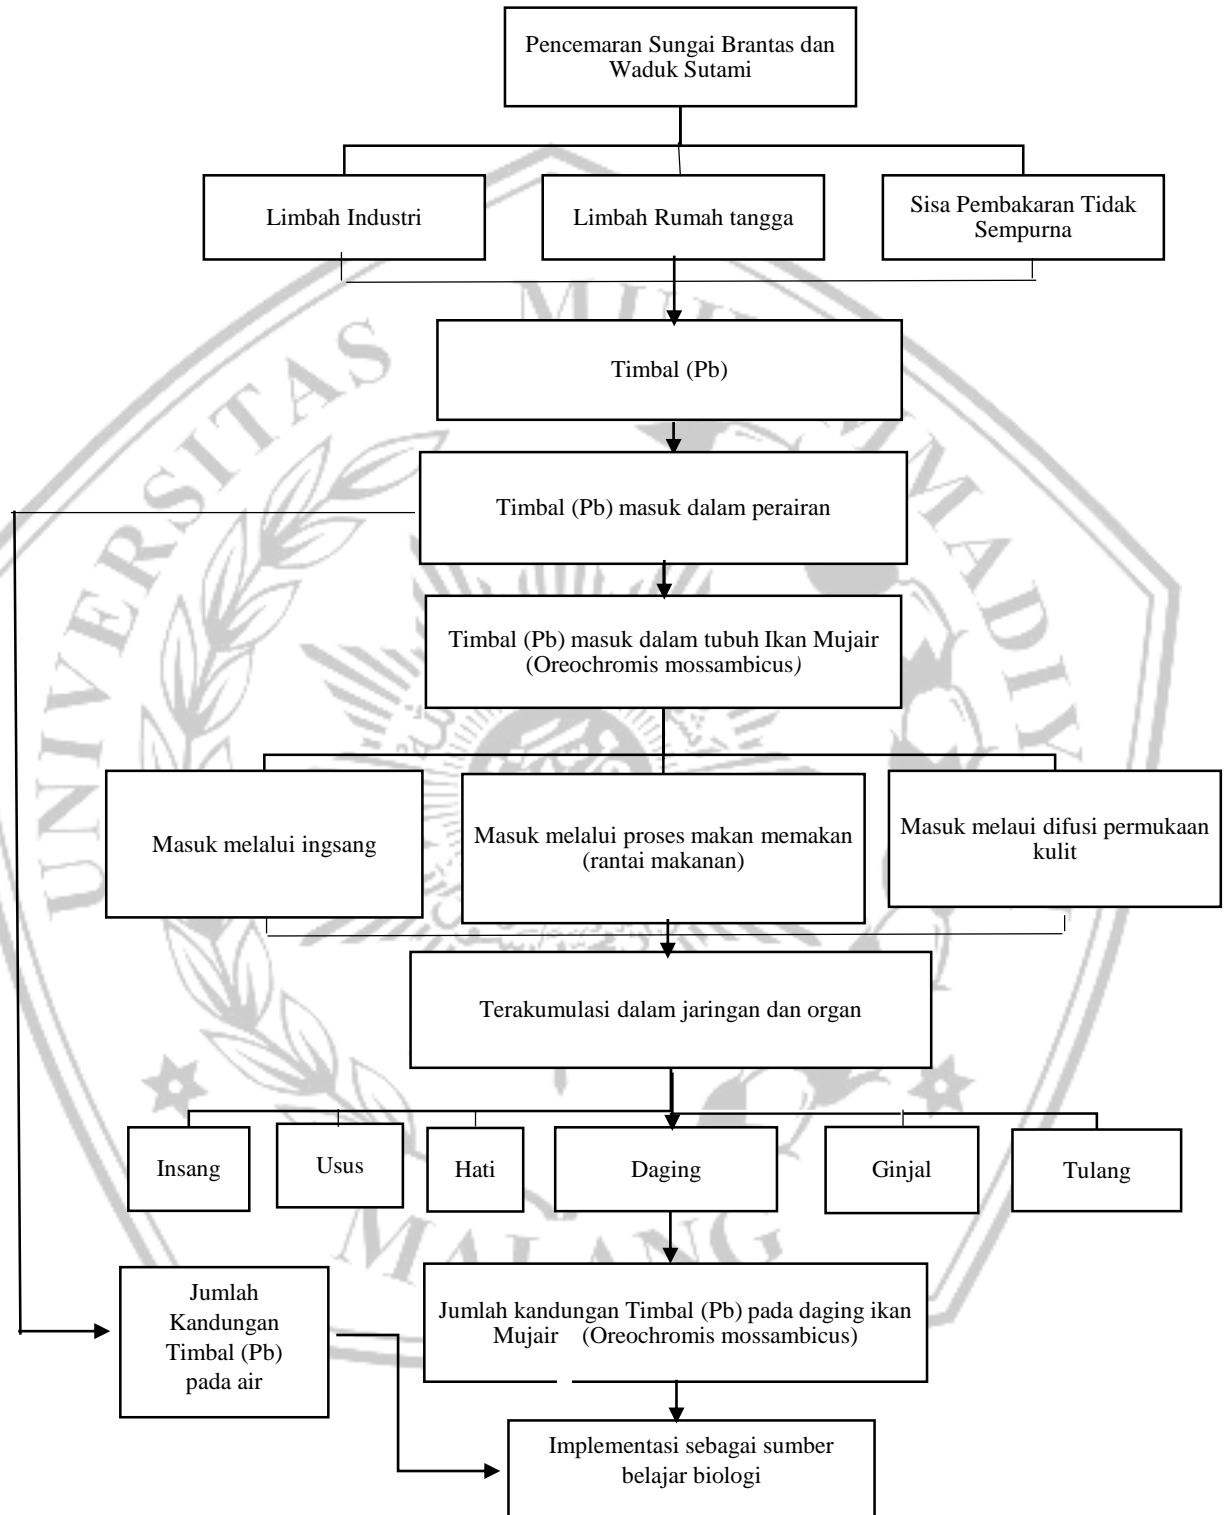 Pencemaran Sungai Brantas dan
Waduk Sutami
Limbah Industri
Limbah Rumah tangga
Sisa Pembakaran Tidak
Sempurna
Timbal (Pb)
Timbal (Pb) masuk dalam perairan
Timbal (Pb) masuk dalam tubuh Ikan Mujair
(Oreochromis mossambicus)
Masuk melalui ingsang
Masuk melalui proses makan memakan
(rantai makanan)
Masuk melaui difusi permukaan
kulit
Terakumulasi dalam jaringan dan organ
Insang
Usus
Hati
Daging
Ginjal
Tulang
Jumlah
Kandungan
Timbal (Pb)
pada air
Jumlah kandungan Timbal (Pb) pada daging ikan
Mujair (Oreochromis mossambicus)
Implementasi sebagai sumber
belajar biologi
UNIVERSITAS
MALANG